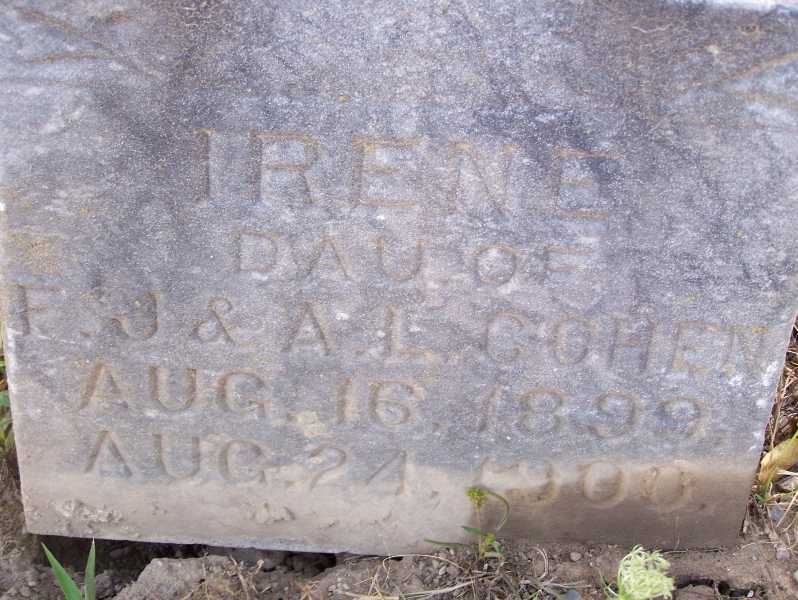 IRENE
DAU. OF
F. J & A. L. COHEN
AUG. 16, 1899,
AUG. 24, 1900,